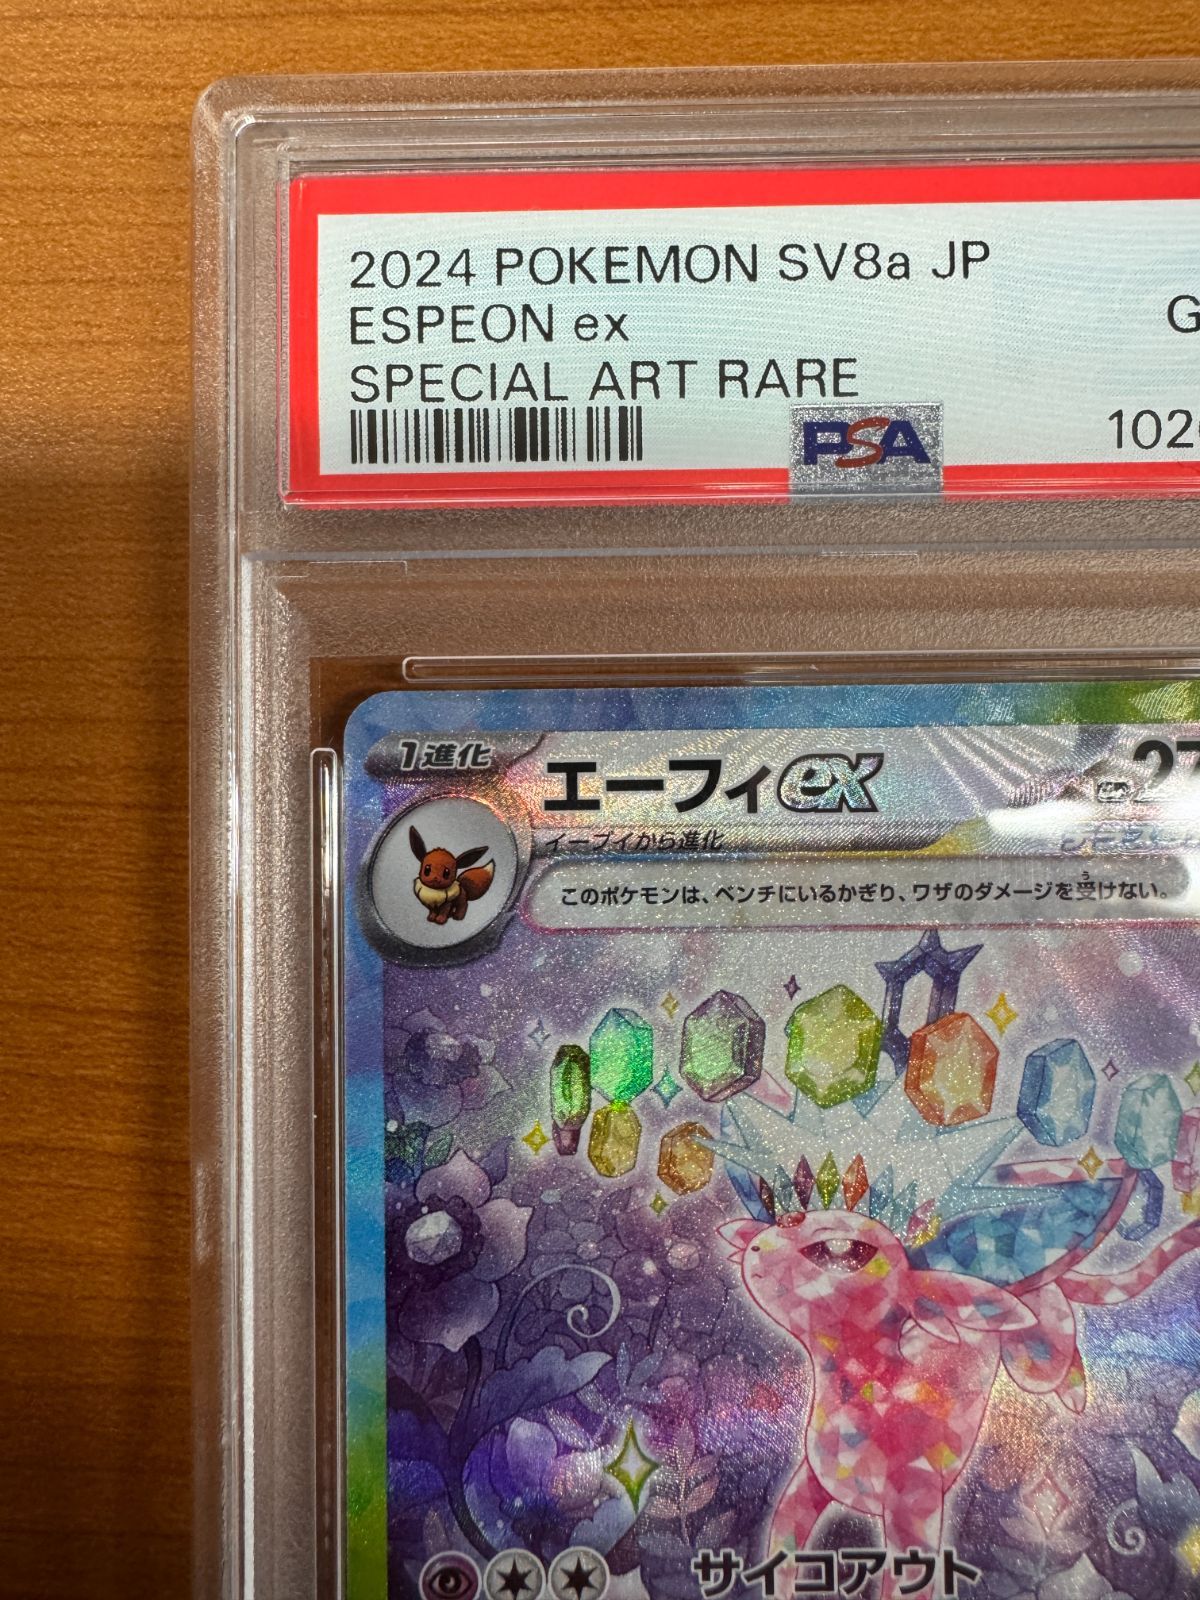 2024 POKEMON SV8a JP
ESPEON ex
G
SPECIAL ART RARE
PSA
102
1進化
エーフィex
HP 27
イーブイから進化
このポケモンは、ベンチにいるかぎり、ワザのダメージを受けない。
サイコアウト